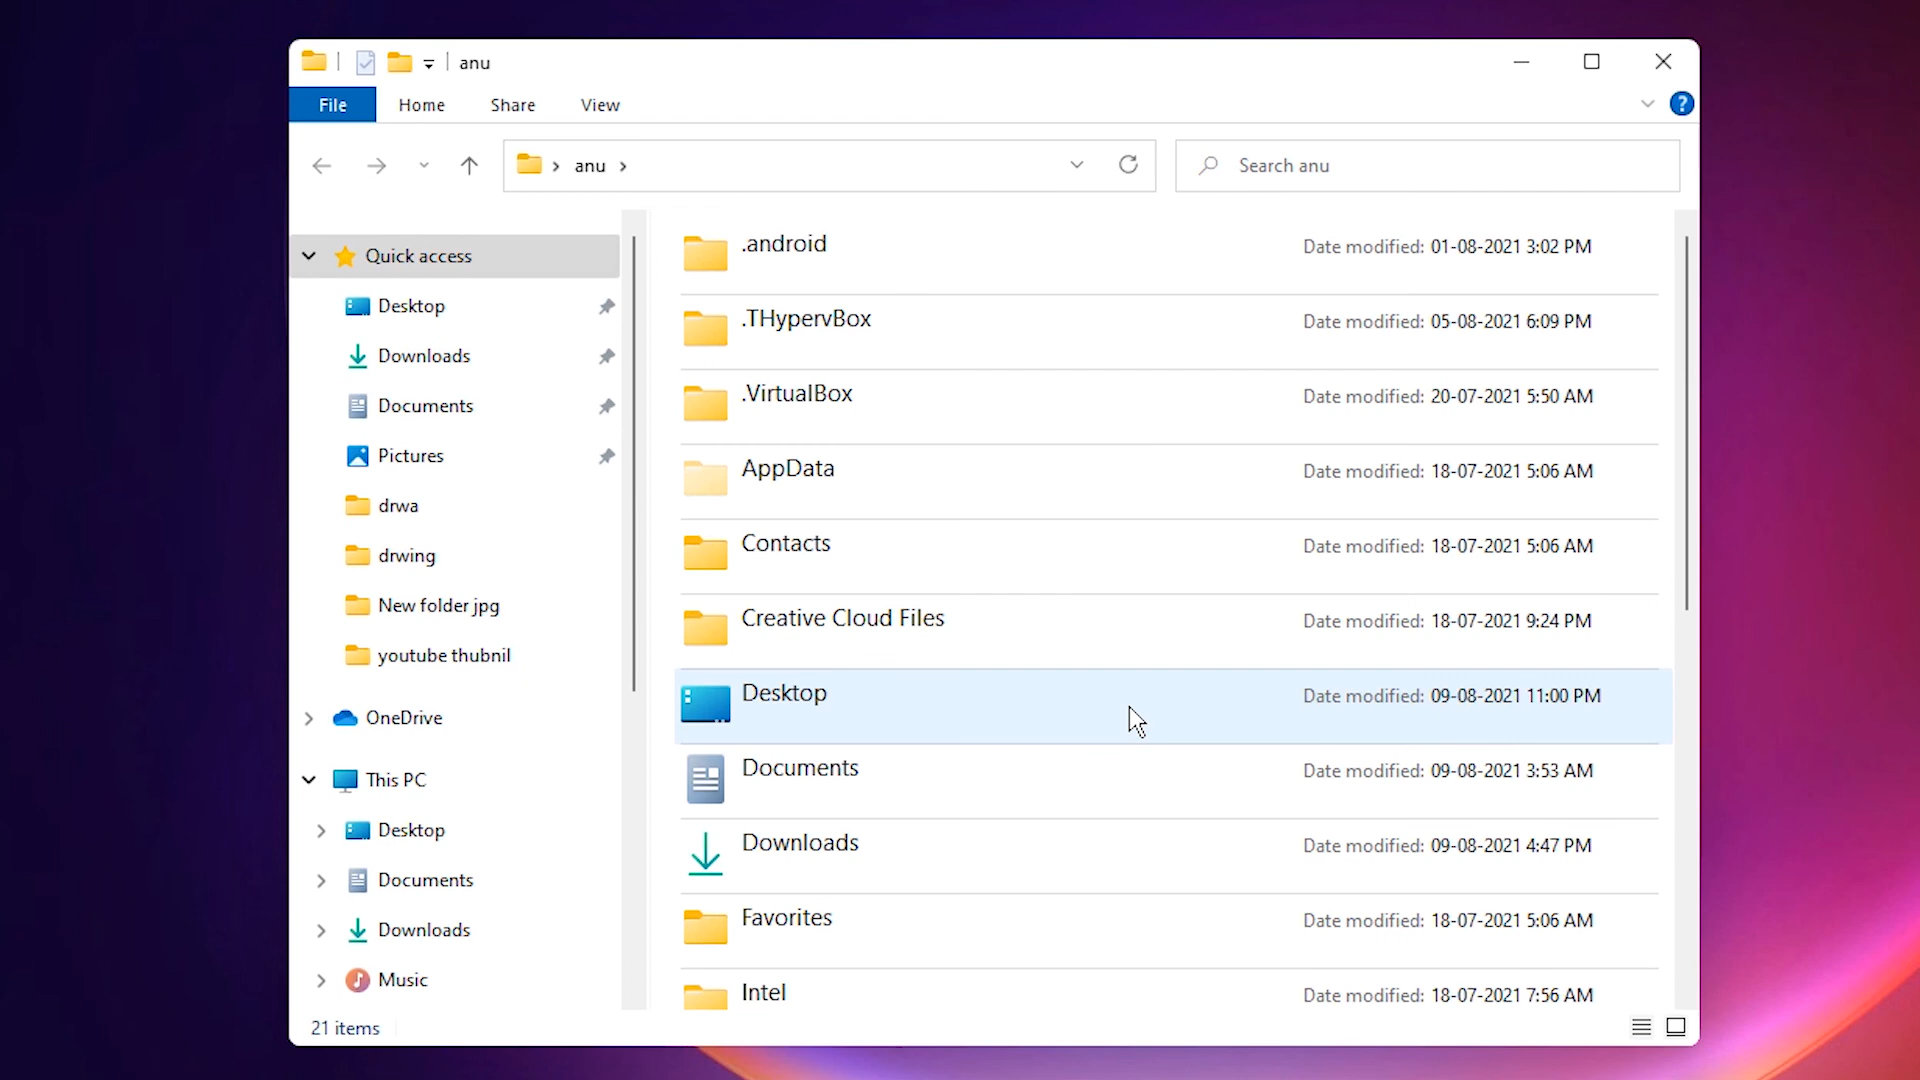 anu
File Home Share View
?
anu
Search anu
Quick access
Desktop
Downloads
Documents
Pictures
drwa
drwing
New folder jpg
youtube thubnil
OneDrive
This PC
Desktop
Documents
Downloads
Music
.android Date modified: 01-08-2021 3:02 PM
.THypervBox Date modified: 05-08-2021 6:09 PM
.VirtualBox Date modified: 20-07-2021 5:50 AM
AppData Date modified: 18-07-2021 5:06 AM
Contacts Date modified: 18-07-2021 5:06 AM
Creative Cloud Files Date modified: 18-07-2021 9:24 PM
Desktop Date modified: 09-08-2021 11:00 PM
Documents Date modified: 09-08-2021 3:53 AM
Downloads Date modified: 09-08-2021 4:47 PM
Favorites Date modified: 18-07-2021 5:06 AM
Intel Date modified: 18-07-2021 7:56 AM
21 items